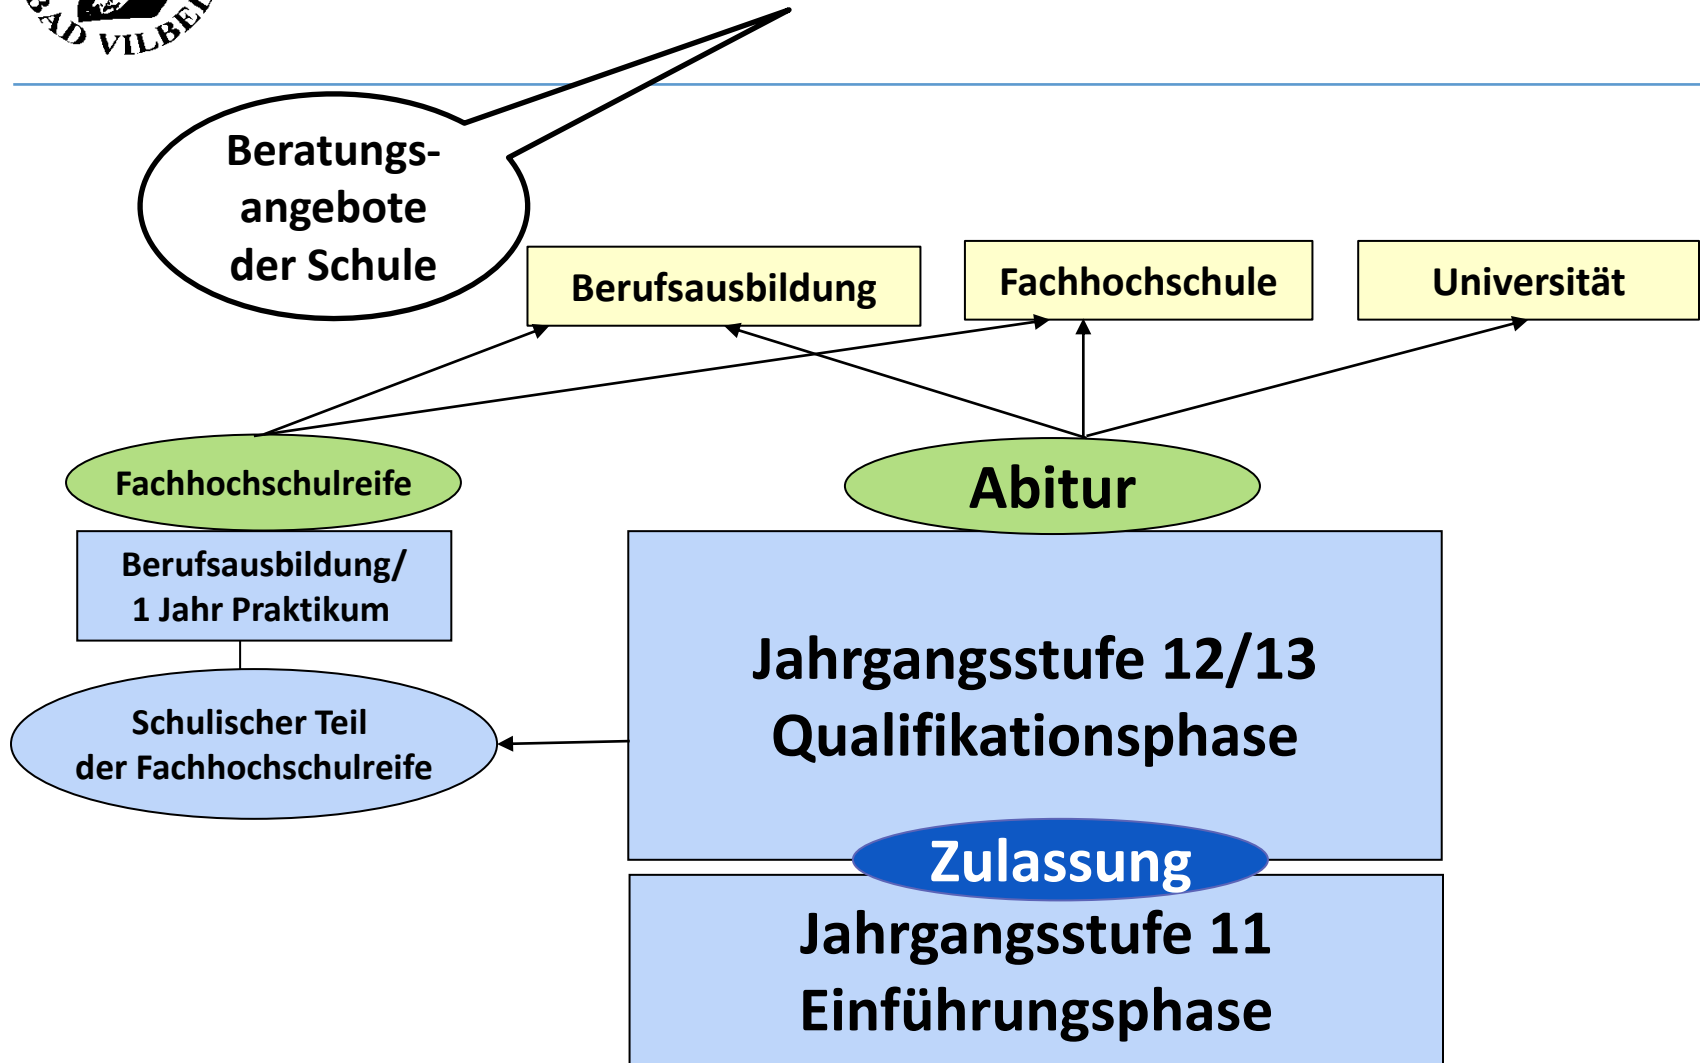 BAD VILBEL
Beratungs-
angebote
der Schule
Berufsausbildung
Fachhochschule
Universität
Fachhochschulreife
Abitur
Berufsausbildung/
1 Jahr Praktikum
Jahrgangsstufe 12/13
Qualifikationsphase
Schulischer Teil
der Fachhochschulreife
Zulassung
Jahrgangsstufe 11
Einführungsphase